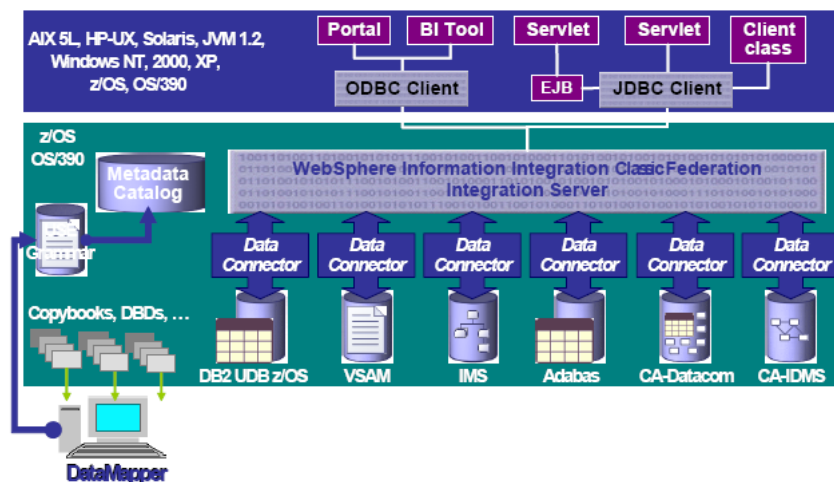 AIX 5L, HP-UX, Solaris, JVM 1.2,
Windows NT, 2000, XP,
z/OS, OS/390
Portal
BI Tool
Servlet
Servlet
Client
class
ODBC Client
EJB
JDBC Client
z/OS
OS/390
Metadata
Catalog
WebSphere Information Integration Classic Federation
Integration Server
Grammar
Data
Connector
Data
Connector
Data
Connector
Data
Connector
Data
Connector
Data
Connector
Copybooks, DBDs, …
DB2 UDB z/OS
VSAM
IMS
Adabas
CA-Datacom
CA-IDMS
DataMapper